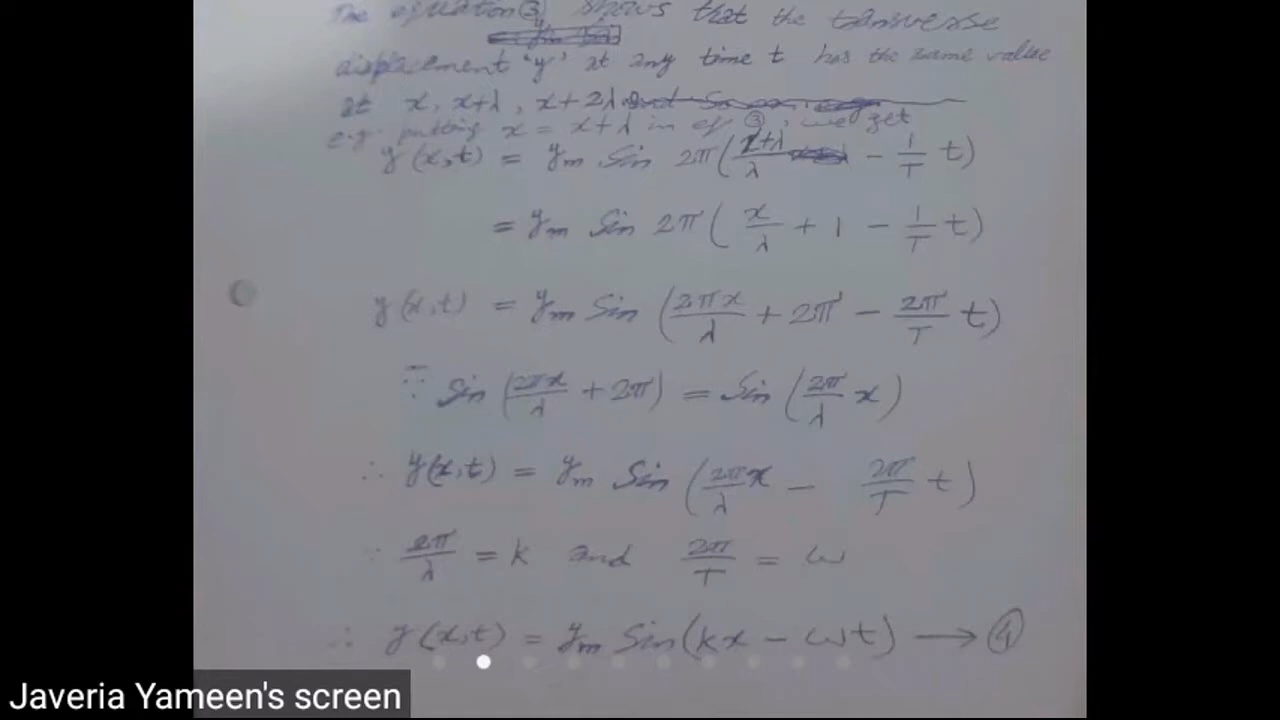 The equation ③ shows that the transverse
displacement 'y' at any time t has the same value
at x, x+λ, x+2λ
e.g. putting x = x+λ in eq ③, we get
y(x,t) = yₘ Sin 2π(x+λ/λ − 1/T t)
= yₘ Sin 2π(x/λ + 1 − 1/T t)
y(x,t) = yₘ Sin (2πx/λ + 2π − 2π/T t)
∵ Sin (2πx/λ + 2π) = Sin (2π/λ x)
∴ y(x,t) = yₘ Sin (2πx/λ − 2π/T t)
∵ 2π/λ = k and 2π/T = ω
∴ y(x,t) = yₘ Sin(kx − ωt) → ④
Javeria Yameen's screen